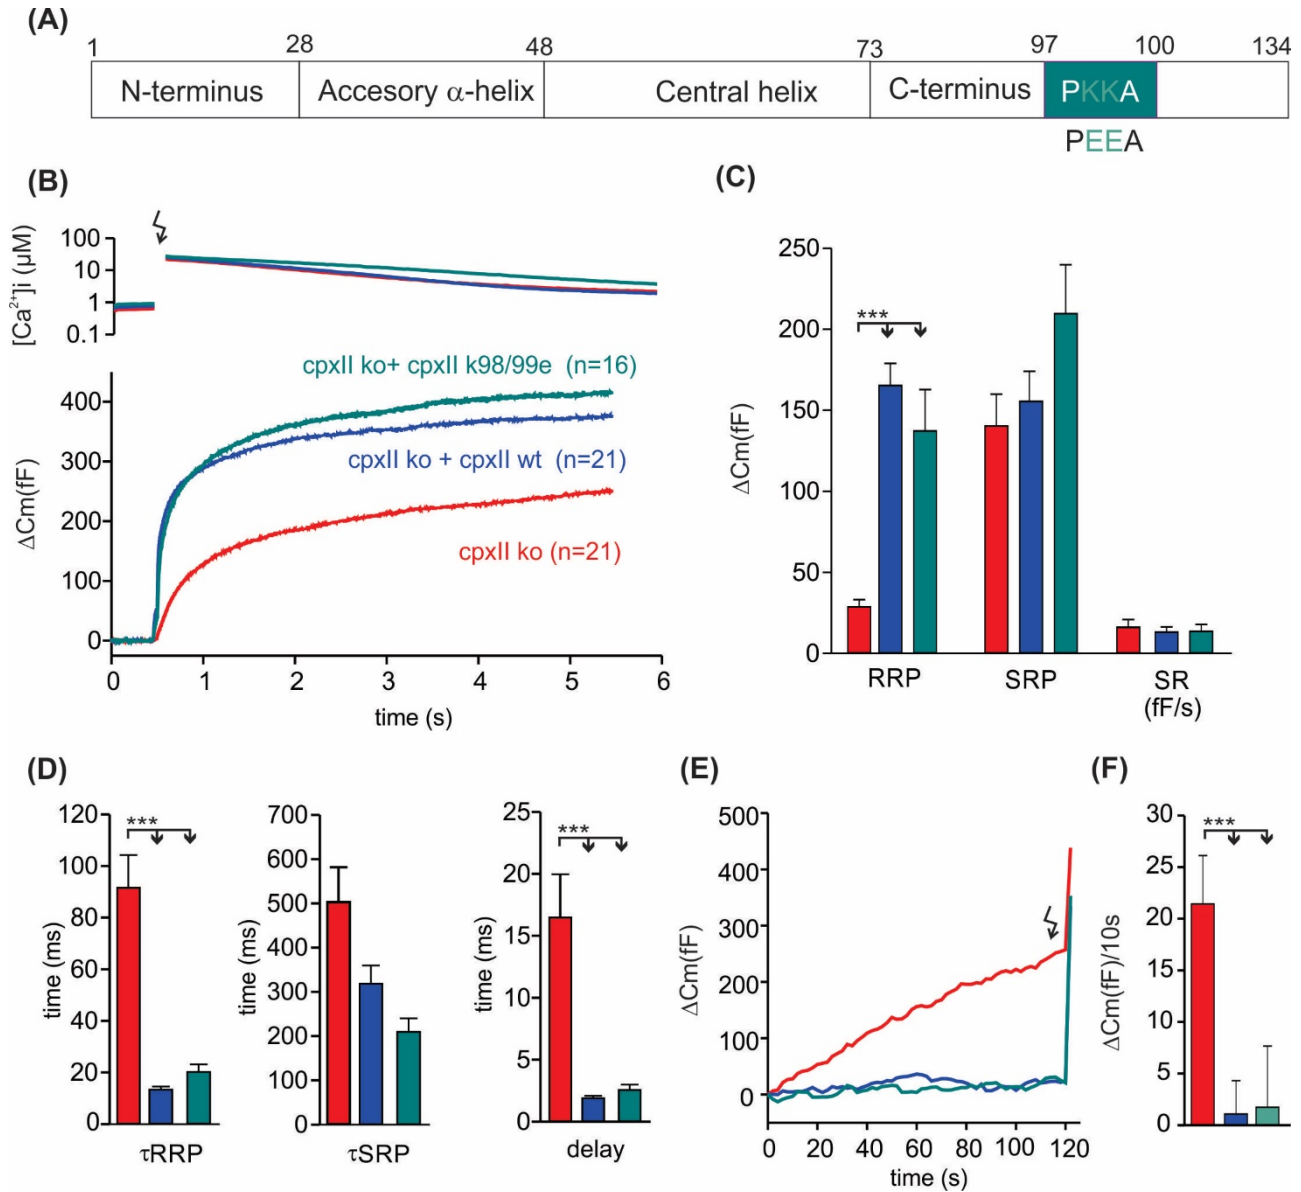 (A)
1 28 48 73 97 100 134
N-terminus Accesory α-helix Central helix C-terminus PKKA
PEEA
(B)
[Ca²⁺]i (µM)
100
10
1
0.1
ΔCm(fF)
400
300
200
100
0
cpxII ko+ cpxII k98/99e (n=16)
cpxII ko + cpxII wt (n=21)
cpxII ko (n=21)
0 1 2 3 4 5 6
time (s)
(C)
ΔCm(fF)
250
200
150
100
50
0
***
RRP SRP SR
(fF/s)
(D)
time (ms)
120
100
80
60
40
20
0
***
τRRP
time (ms)
700
600
500
400
300
200
100
0
τSRP
time (ms)
25
20
15
10
5
0
***
delay
(E)
ΔCm(fF)
500
400
300
200
100
0
0 20 40 60 80 100 120
time (s)
(F)
ΔCm(fF)/10s
30
25
20
15
10
5
0
***